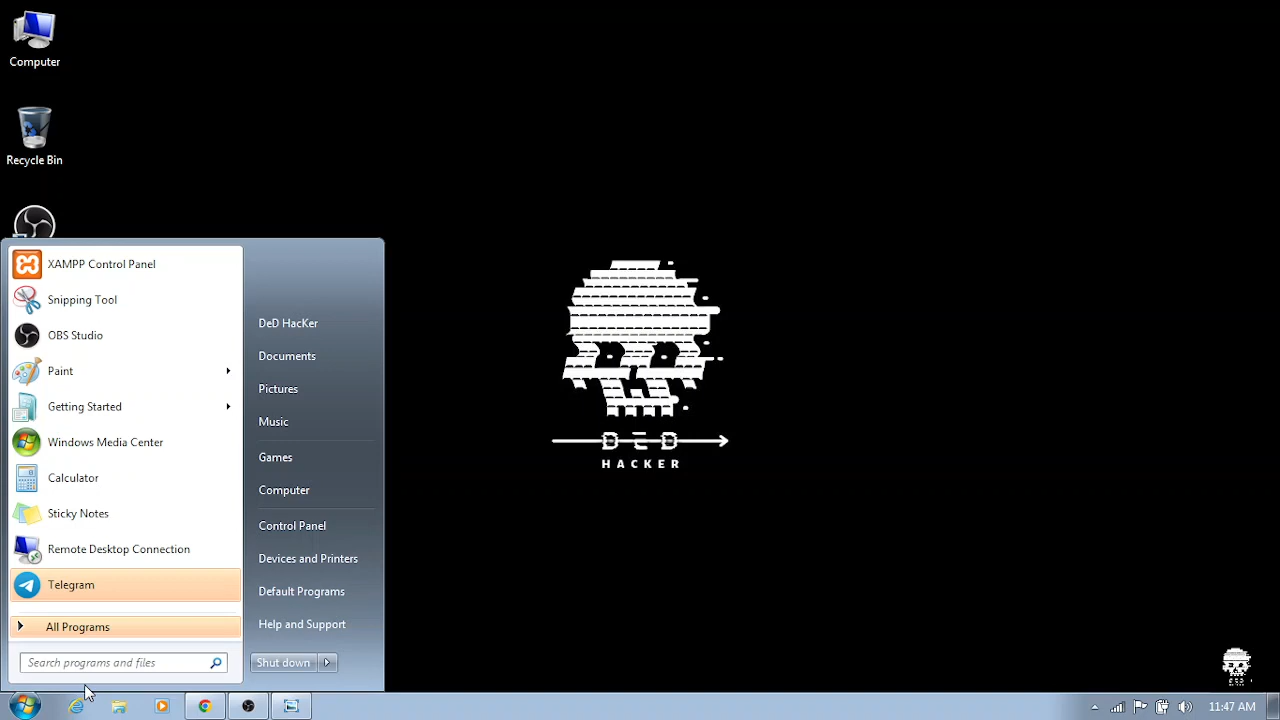 Computer
Recycle Bin
XAMPP Control Panel
Snipping Tool
OBS Studio
Paint
Getting Started
Windows Media Center
Calculator
Sticky Notes
Remote Desktop Connection
Telegram
All Programs
Search programs and files
Mr HacKer
Documents
Pictures
Music
Games
Computer
Control Panel
Devices and Printers
Default Programs
Help and Support
Shut down
DED
HACKER
11:47 AM